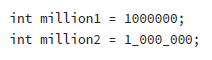 int million1 = 1000000;
int million2 = 1_000_000;